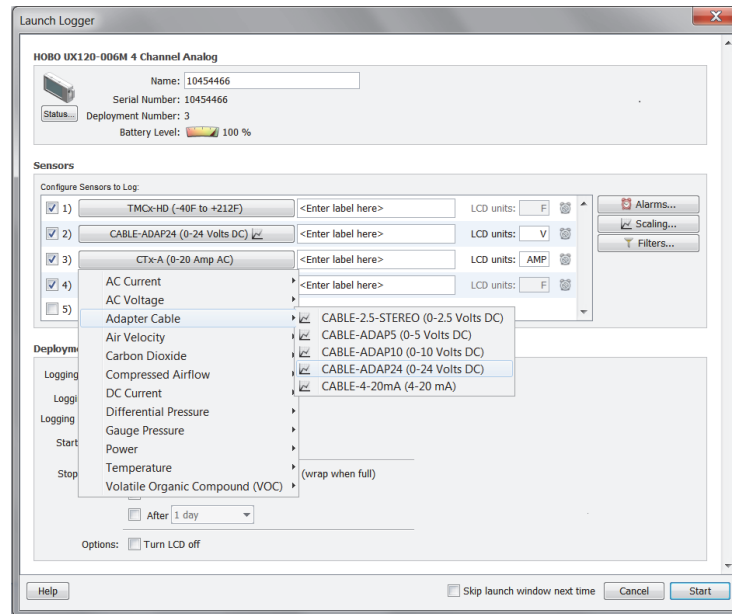 Launch Logger
HOBO UX120-006M 4 Channel Analog
Name: 10454466
Serial Number: 10454466
Status... Deployment Number: 3
Battery Level: 100 %
Sensors
Configure Sensors to Log:
1) TMCx-HD (-40F to +212F) <Enter label here> LCD units: F Alarms...
2) CABLE-ADAP24 (0-24 Volts DC) <Enter label here> LCD units: V Scaling...
3) CTx-A (0-20 Amp AC) <Enter label here> LCD units: AMP Filters...
4) <Enter label here> LCD units: F
5)
AC Current
AC Voltage
Adapter Cable
Air Velocity
Carbon Dioxide
Compressed Airflow
DC Current
Differential Pressure
Gauge Pressure
Power
Temperature
Volatile Organic Compound (VOC)
CABLE-2.5-STEREO (0-2.5 Volts DC)
CABLE-ADAP5 (0-5 Volts DC)
CABLE-ADAP10 (0-10 Volts DC)
CABLE-ADAP24 (0-24 Volts DC)
CABLE-4-20mA (4-20 mA)
Deployme
Logging
Loggi
Logging
Start
Stop (wrap when full)
After 1 day
Options: Turn LCD off
Help Skip launch window next time Cancel Start